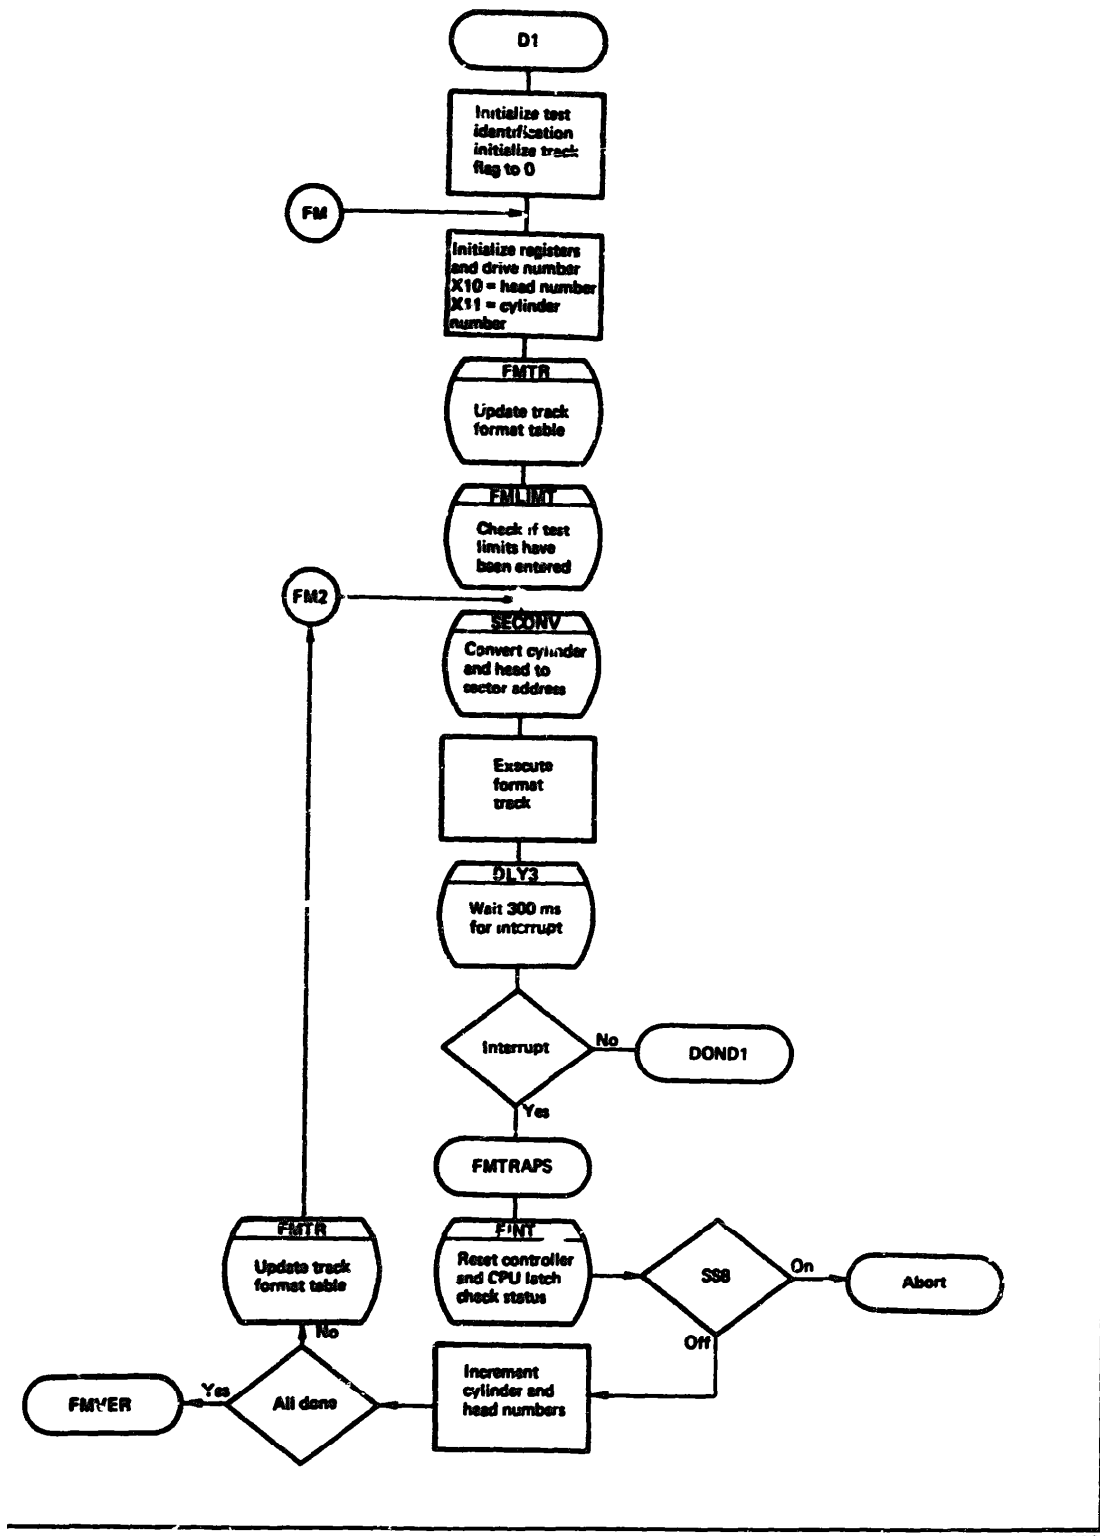 D1
Initialize test
identification
initialize track
flag to 0
FM
Initialize registers
and drive number
X10 = head number
X11 = cylinder
number
FMTR
Update track
format table
FMLIMT
Check if test
limits have
been entered
FM2
SECONV
Convert cylinder
and head to
sector address
Execute
format
track
DLY3
Wait 300 ms
for interrupt
Interrupt
No
DOND1
Yes
FMTRAPS
FINT
Reset controller
and CPU latch
check status
SS8
On
Abort
Off
Increment
cylinder and
head numbers
All done
No
FMTR
Update track
format table
Yes
FMVER